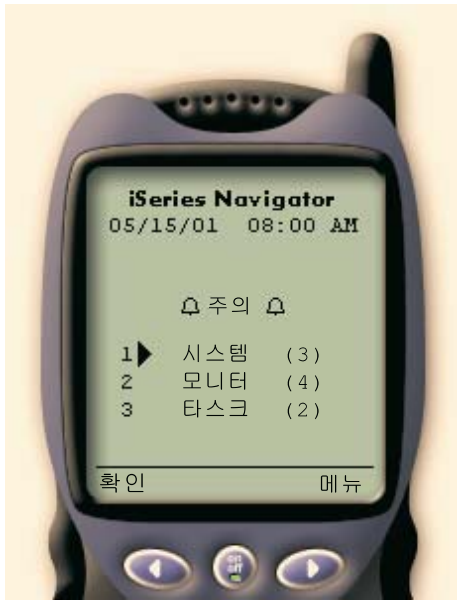 iSeries Navigator
05/15/01 08:00 AM
주의
1 시스템 (3)
2 모니터 (4)
3 타스크 (2)
확인 메뉴
on
off